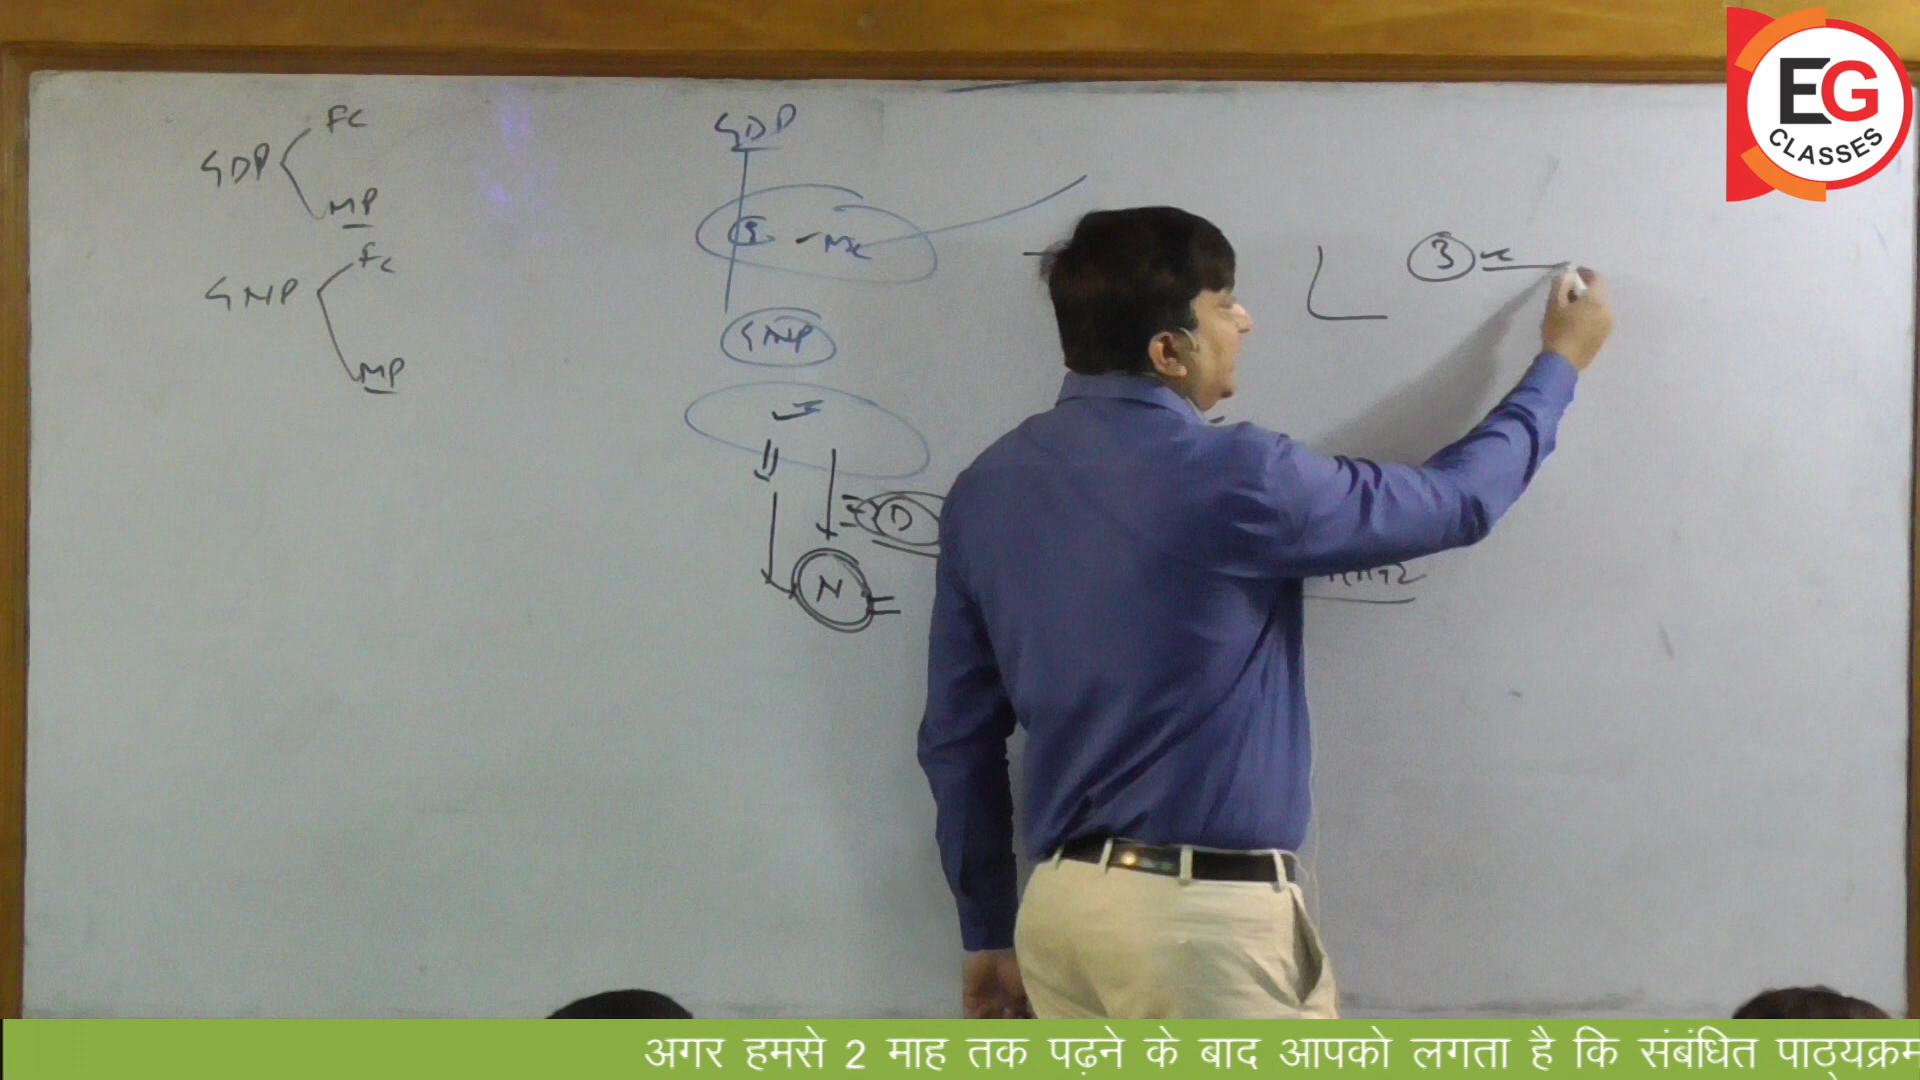 EG
CLASSES
FC
GDP
MP
FC
GNP
MP
GDP
GNP
D
N
3
अगर हमसे 2 माह तक पढ़ने के बाद आपको लगता है कि संबंधित पाठ्यक्रम